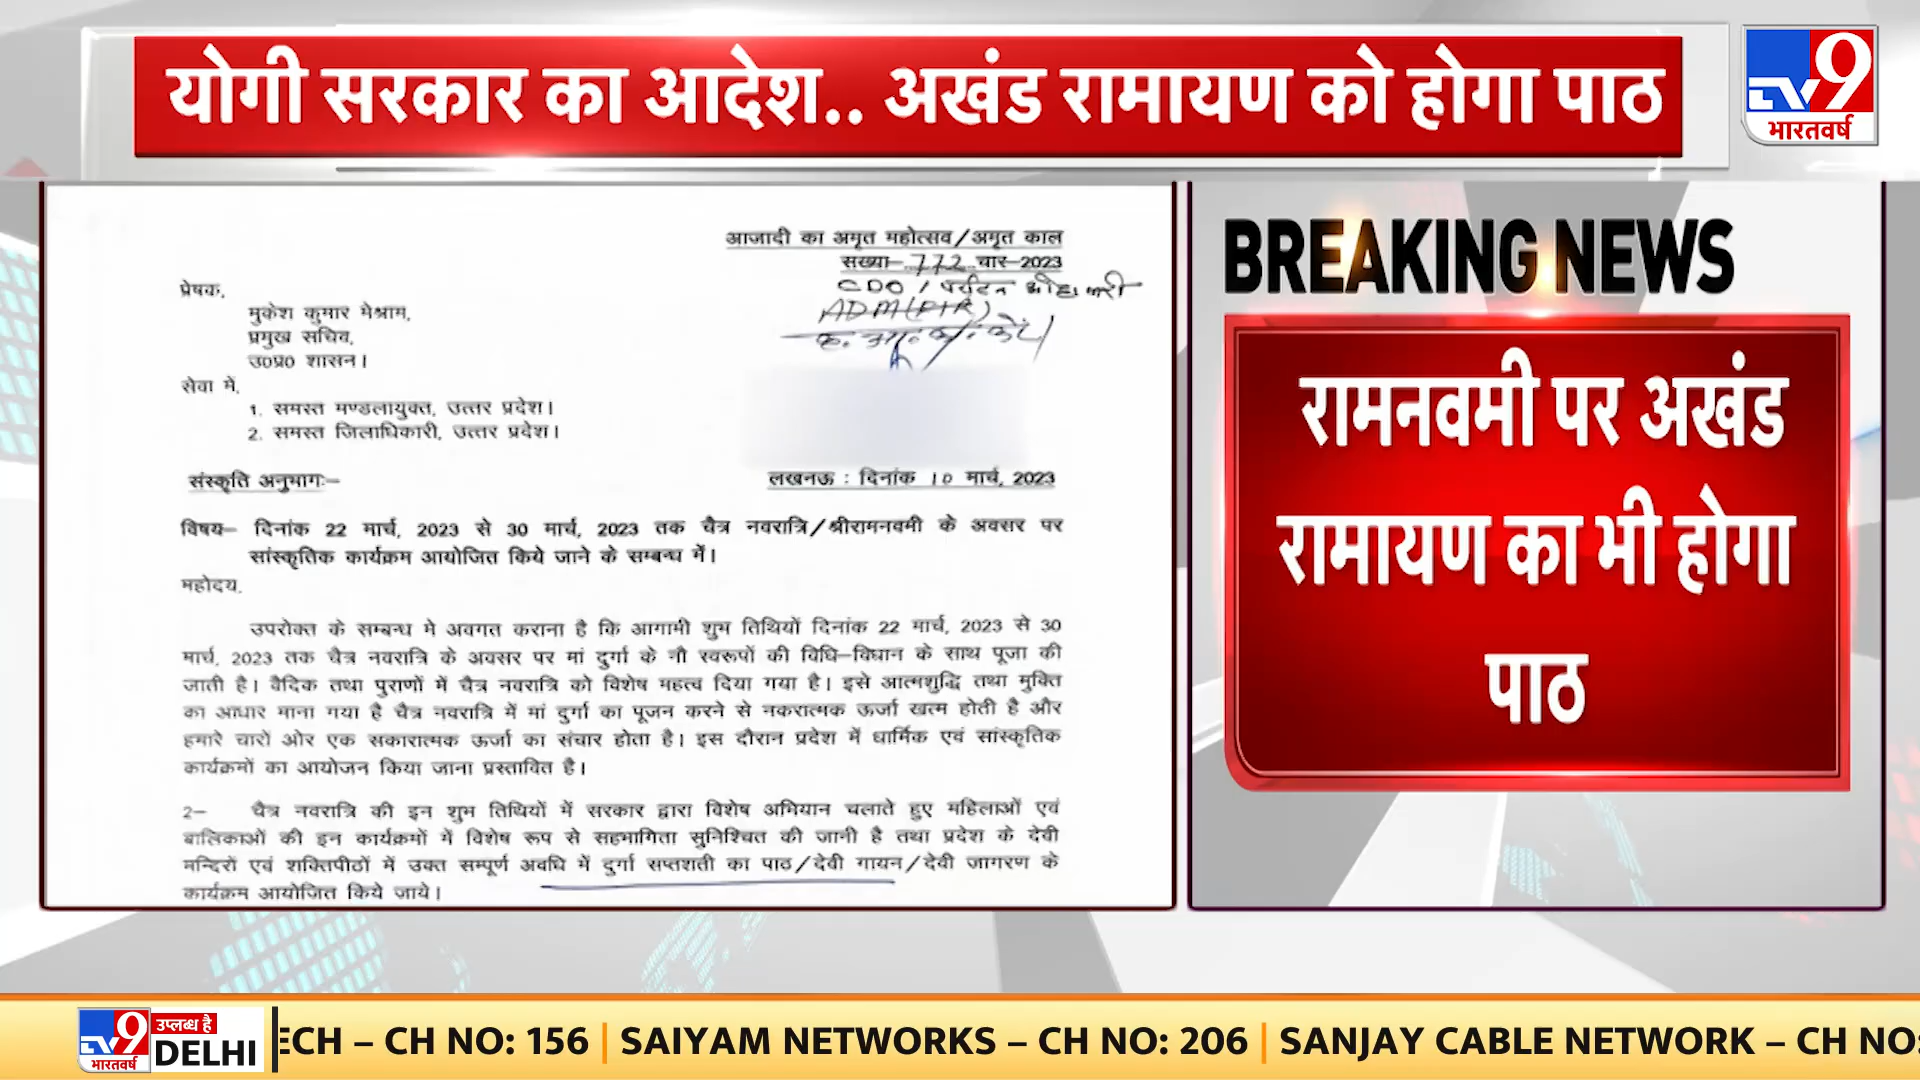 योगी सरकार का आदेश.. अखंड रामायण को होगा पाठ
TV9
भारतवर्ष
आजादी का अमृत महोत्सव/अमृत काल
संख्या-772 चार-2023
CDO / पर्यटन
ADM
प्रेषक,
मुकेश कुमार मेश्राम,
प्रमुख सचिव,
उ०प्र० शासन।
सेवा में,
1. समस्त मण्डलायुक्त, उत्तर प्रदेश।
2. समस्त जिलाधिकारी, उत्तर प्रदेश।
संस्कृति अनुभागः-
लखनऊ : दिनांक 10 मार्च, 2023
विषय- दिनांक 22 मार्च, 2023 से 30 मार्च, 2023 तक चैत्र नवरात्रि/श्रीरामनवमी के अवसर पर
सांस्कृतिक कार्यक्रम आयोजित किये जाने के सम्बन्ध में।
महोदय,
उपरोक्त के सम्बन्ध मे अवगत कराना है कि आगामी शुभ तिथियों दिनांक 22 मार्च, 2023 से 30
मार्च, 2023 तक चैत्र नवरात्रि के अवसर पर मां दुर्गा के नौ स्वरूपों की विधि-विधान के साथ पूजा की
जाती है। वैदिक तथा पुराणों में चैत्र नवरात्रि को विशेष महत्व दिया गया है। इसे आत्मशुद्धि तथा मुक्ति
का आधार माना गया है चैत्र नवरात्रि में मां दुर्गा का पूजन करने से नकरात्मक ऊर्जा खत्म होती है और
हमारे चारो ओर एक सकारात्मक ऊर्जा का संचार होता है। इस दौरान प्रदेश में धार्मिक एवं सांस्कृतिक
कार्यक्रमों का आयोजन किया जाना प्रस्तावित है।
2- चैत्र नवरात्रि की इन शुभ तिथियों में सरकार द्वारा विशेष अभियान चलाते हुए महिलाओं एवं
बालिकाओं की इन कार्यक्रमों में विशेष रूप से सहभागिता सुनिश्चित की जानी है तथा प्रदेश के देवी
मन्दिरों एवं शक्तिपीठों में उक्त सम्पूर्ण अवधि में दुर्गा सप्तशती का पाठ/देवी गायन/देवी जागरण के
कार्यक्रम आयोजित किये जाये।
BREAKING NEWS
रामनवमी पर अखंड
रामायण का भी होगा
पाठ
TV9
भारतवर्ष
उप्लब्ध है
DELHI
ECH – CH NO: 156 | SAIYAM NETWORKS – CH NO: 206 | SANJAY CABLE NETWORK – CH NO: